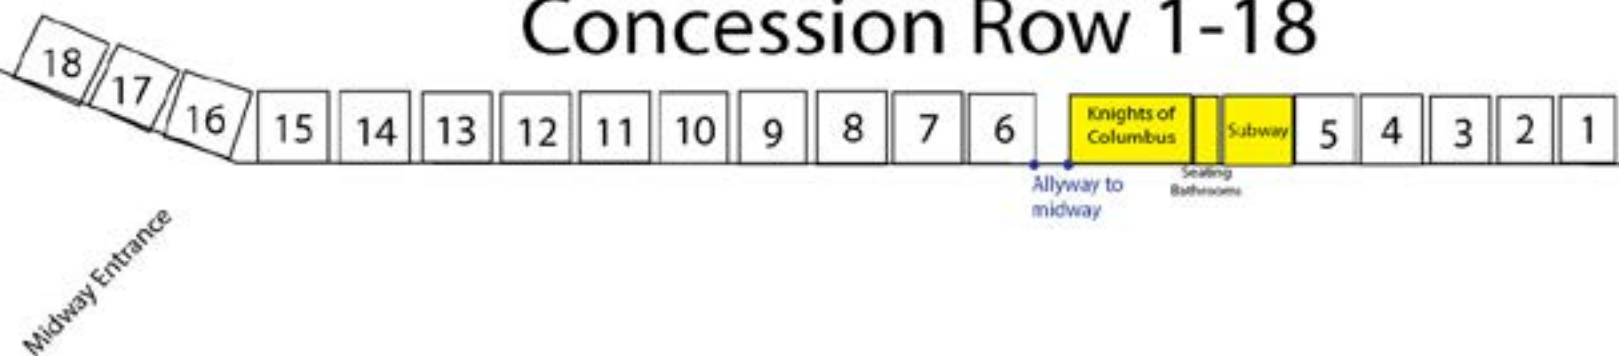 Concession Row 1-18
18 17 16 15 14 13 12 11 10 9 8 7 6 Knights of Columbus Subway 5 4 3 2 1
Seating
Bathrooms
Allyway to
midway
Midway Entrance